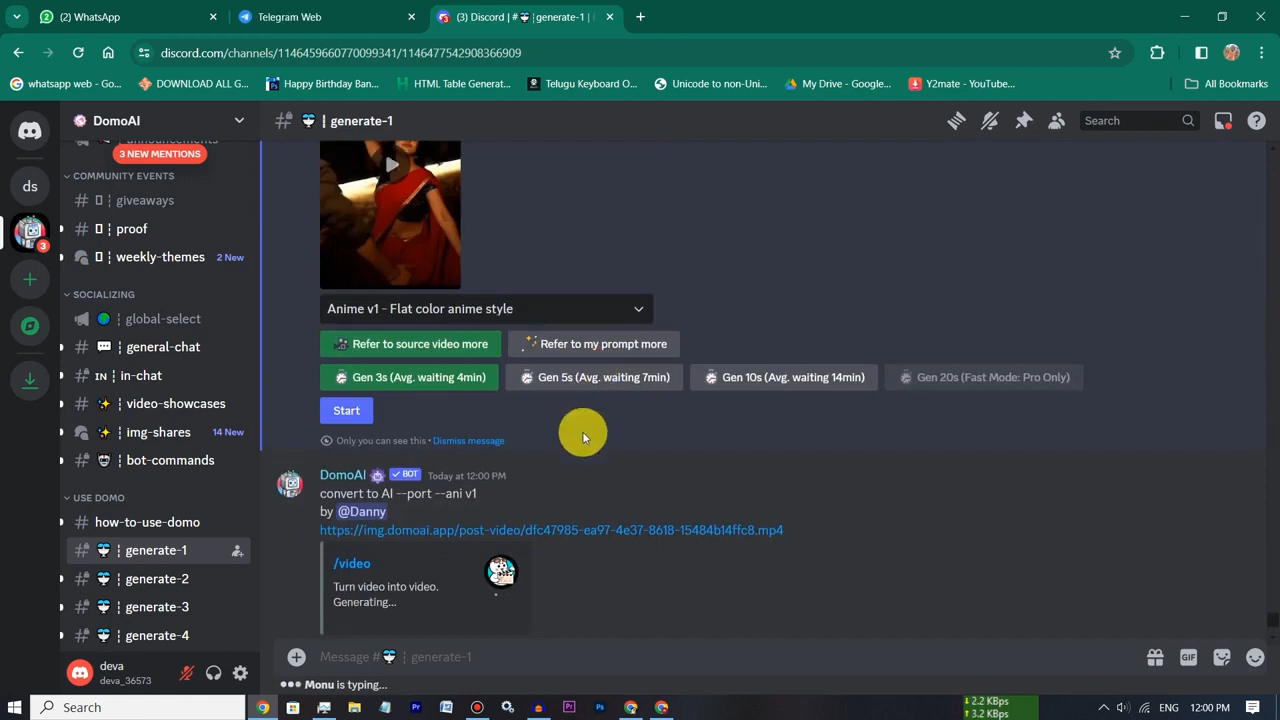 (2) WhatsApp
Telegram Web
(3) Discord | # | generate-1 |
discord.com/channels/1146459660770099341/1146477542908366909
whatsapp web - Go...
DOWNLOAD ALL G...
Happy Birthday Ban...
HTML Table Generat...
Telugu Keyboard O...
Unicode to non-Uni...
My Drive - Google...
Y2mate - YouTube...
All Bookmarks
DomoAI
| generate-1
Search
announcements
3 NEW MENTIONS
COMMUNITY EVENTS
| giveaways
ds
| proof
| weekly-themes
2 New
3
SOCIALIZING
| global-select
| general-chat
IN | in-chat
| video-showcases
| img-shares
14 New
| bot-commands
USE DOMO
how-to-use-domo
| generate-1
| generate-2
| generate-3
| generate-4
deva
deva_36573
Anime v1 - Flat color anime style
Refer to source video more
Refer to my prompt more
Gen 3s (Avg. waiting 4min)
Gen 5s (Avg. waiting 7min)
Gen 10s (Avg. waiting 14min)
Gen 20s (Fast Mode: Pro Only)
Start
Only you can see this • Dismiss message
DomoAI BOT Today at 12:00 PM
convert to AI --port --ani v1
by @Danny
https://img.domoai.app/post-video/dfc47985-ea97-4e37-8618-15484b14ffc8.mp4
/video
Turn video into video.
Generating...
Message # | generate-1
Monu is typing...
Search
2.2 KBps
3.2 KBps
ENG
12:00 PM